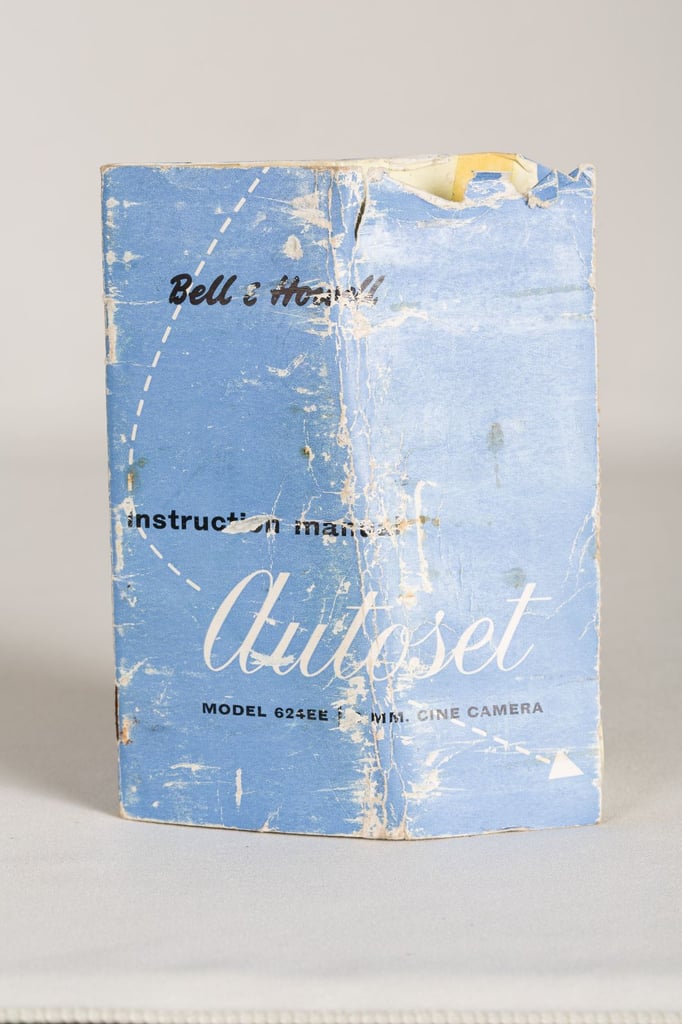 Bell & Howell
instruction manual
Autoset
MODEL 624EE MM. CINE CAMERA